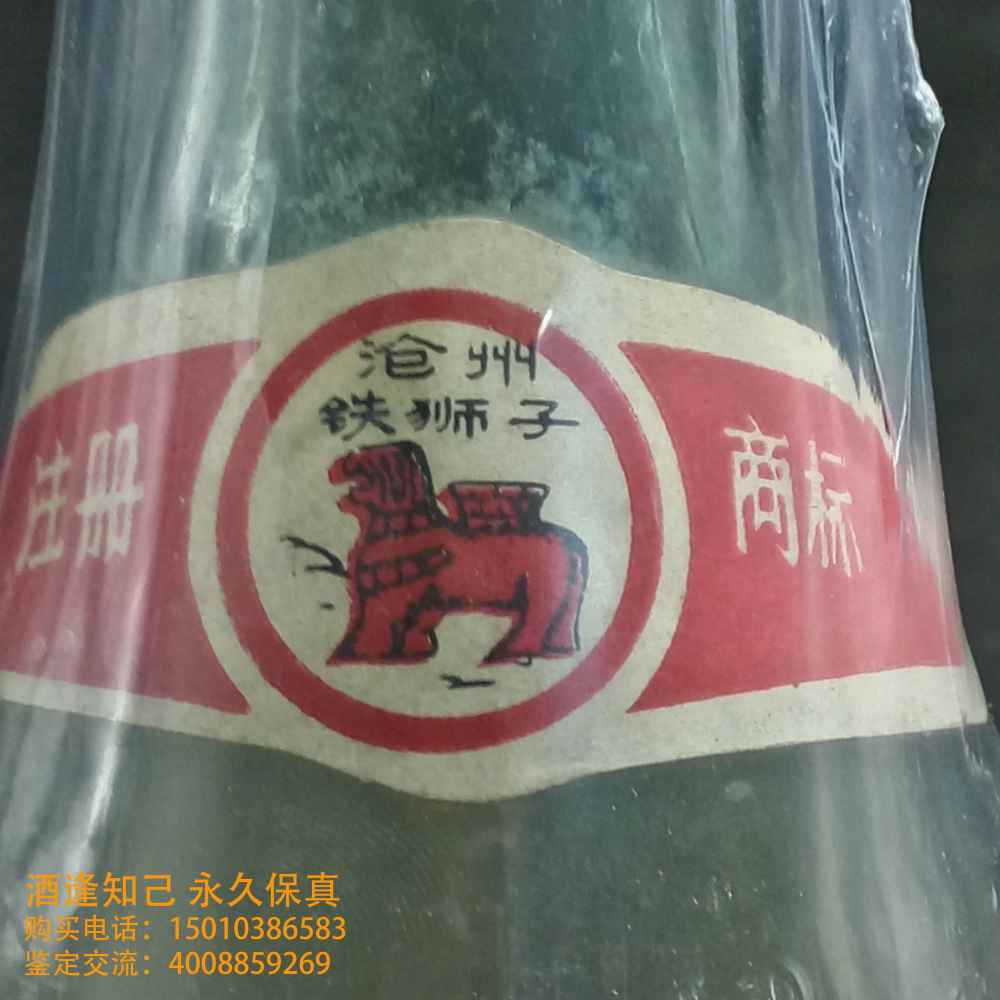 沧州
铁狮子
注册 商标
酒逢知己 永久保真
购买电话：15010386583
鉴定交流：4008859269